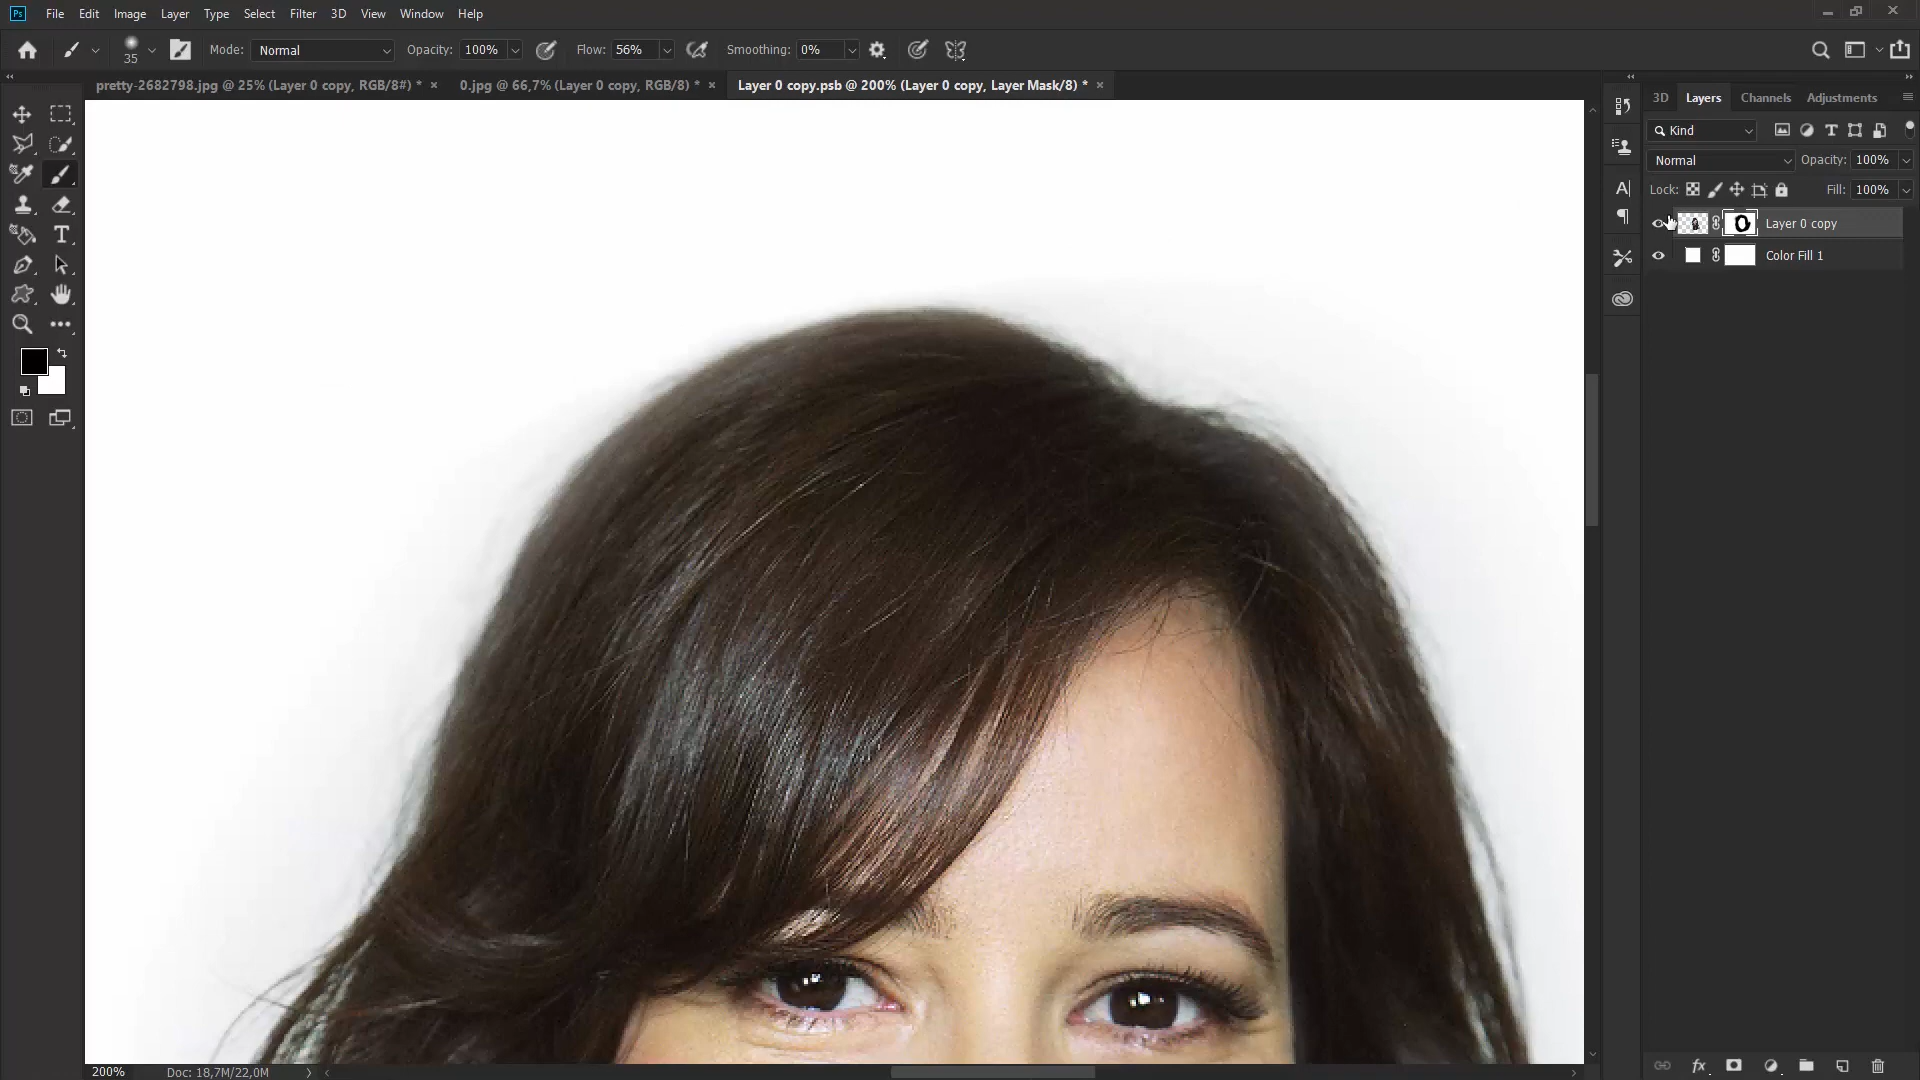 Ps File Edit Image Layer Type Select Filter 3D View Window Help
35 Mode: Normal Opacity: 100% Flow: 56% Smoothing: 0%
pretty-2682798.jpg @ 25% (Layer 0 copy, RGB/8#) * × 0.jpg @ 66,7% (Layer 0 copy, RGB/8) * × Layer 0 copy.psb @ 200% (Layer 0 copy, Layer Mask/8) * ×
3D Layers Channels Adjustments
Kind
Normal Opacity: 100%
Lock: Fill: 100%
Layer 0 copy
Color Fill 1
200% Doc: 18,7M/22,0M